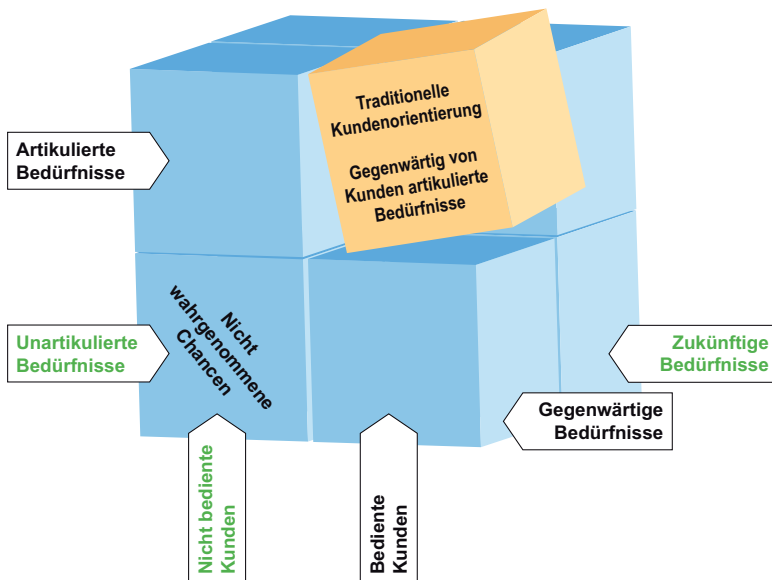 Traditionelle
Kundenorientierung
Gegenwärtig von
Kunden artikulierte
Bedürfnisse
Artikulierte
Bedürfnisse
Unartikulierte
Bedürfnisse
Nicht
wahrgenommene
Chancen
Zukünftige
Bedürfnisse
Gegenwärtige
Bedürfnisse
Nicht bediente
Kunden
Bediente
Kunden